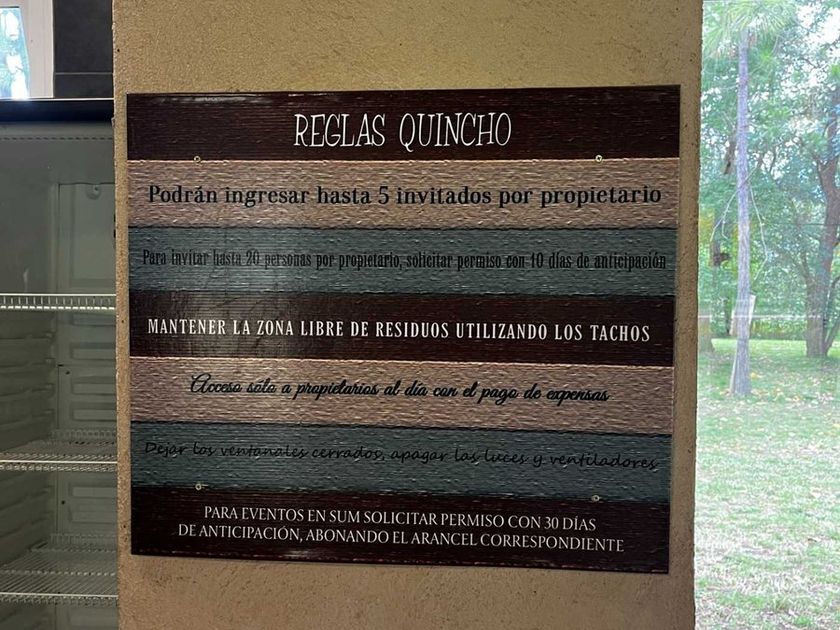 REGLAS QUINCHO
Podrán ingresar hasta 5 invitados por propietario
Para invitar hasta 20 personas por propietario, solicitar permiso con 10 días de anticipación
MANTENER LA ZONA LIBRE DE RESIDUOS UTILIZANDO LOS TACHOS
Acceso sólo a propietarios al día con el pago de expensas
Dejar los ventanales cerrados, apagar las luces y ventiladores
PARA EVENTOS EN SUM SOLICITAR PERMISO CON 30 DÍAS
DE ANTICIPACIÓN, ABONANDO EL ARANCEL CORRESPONDIENTE